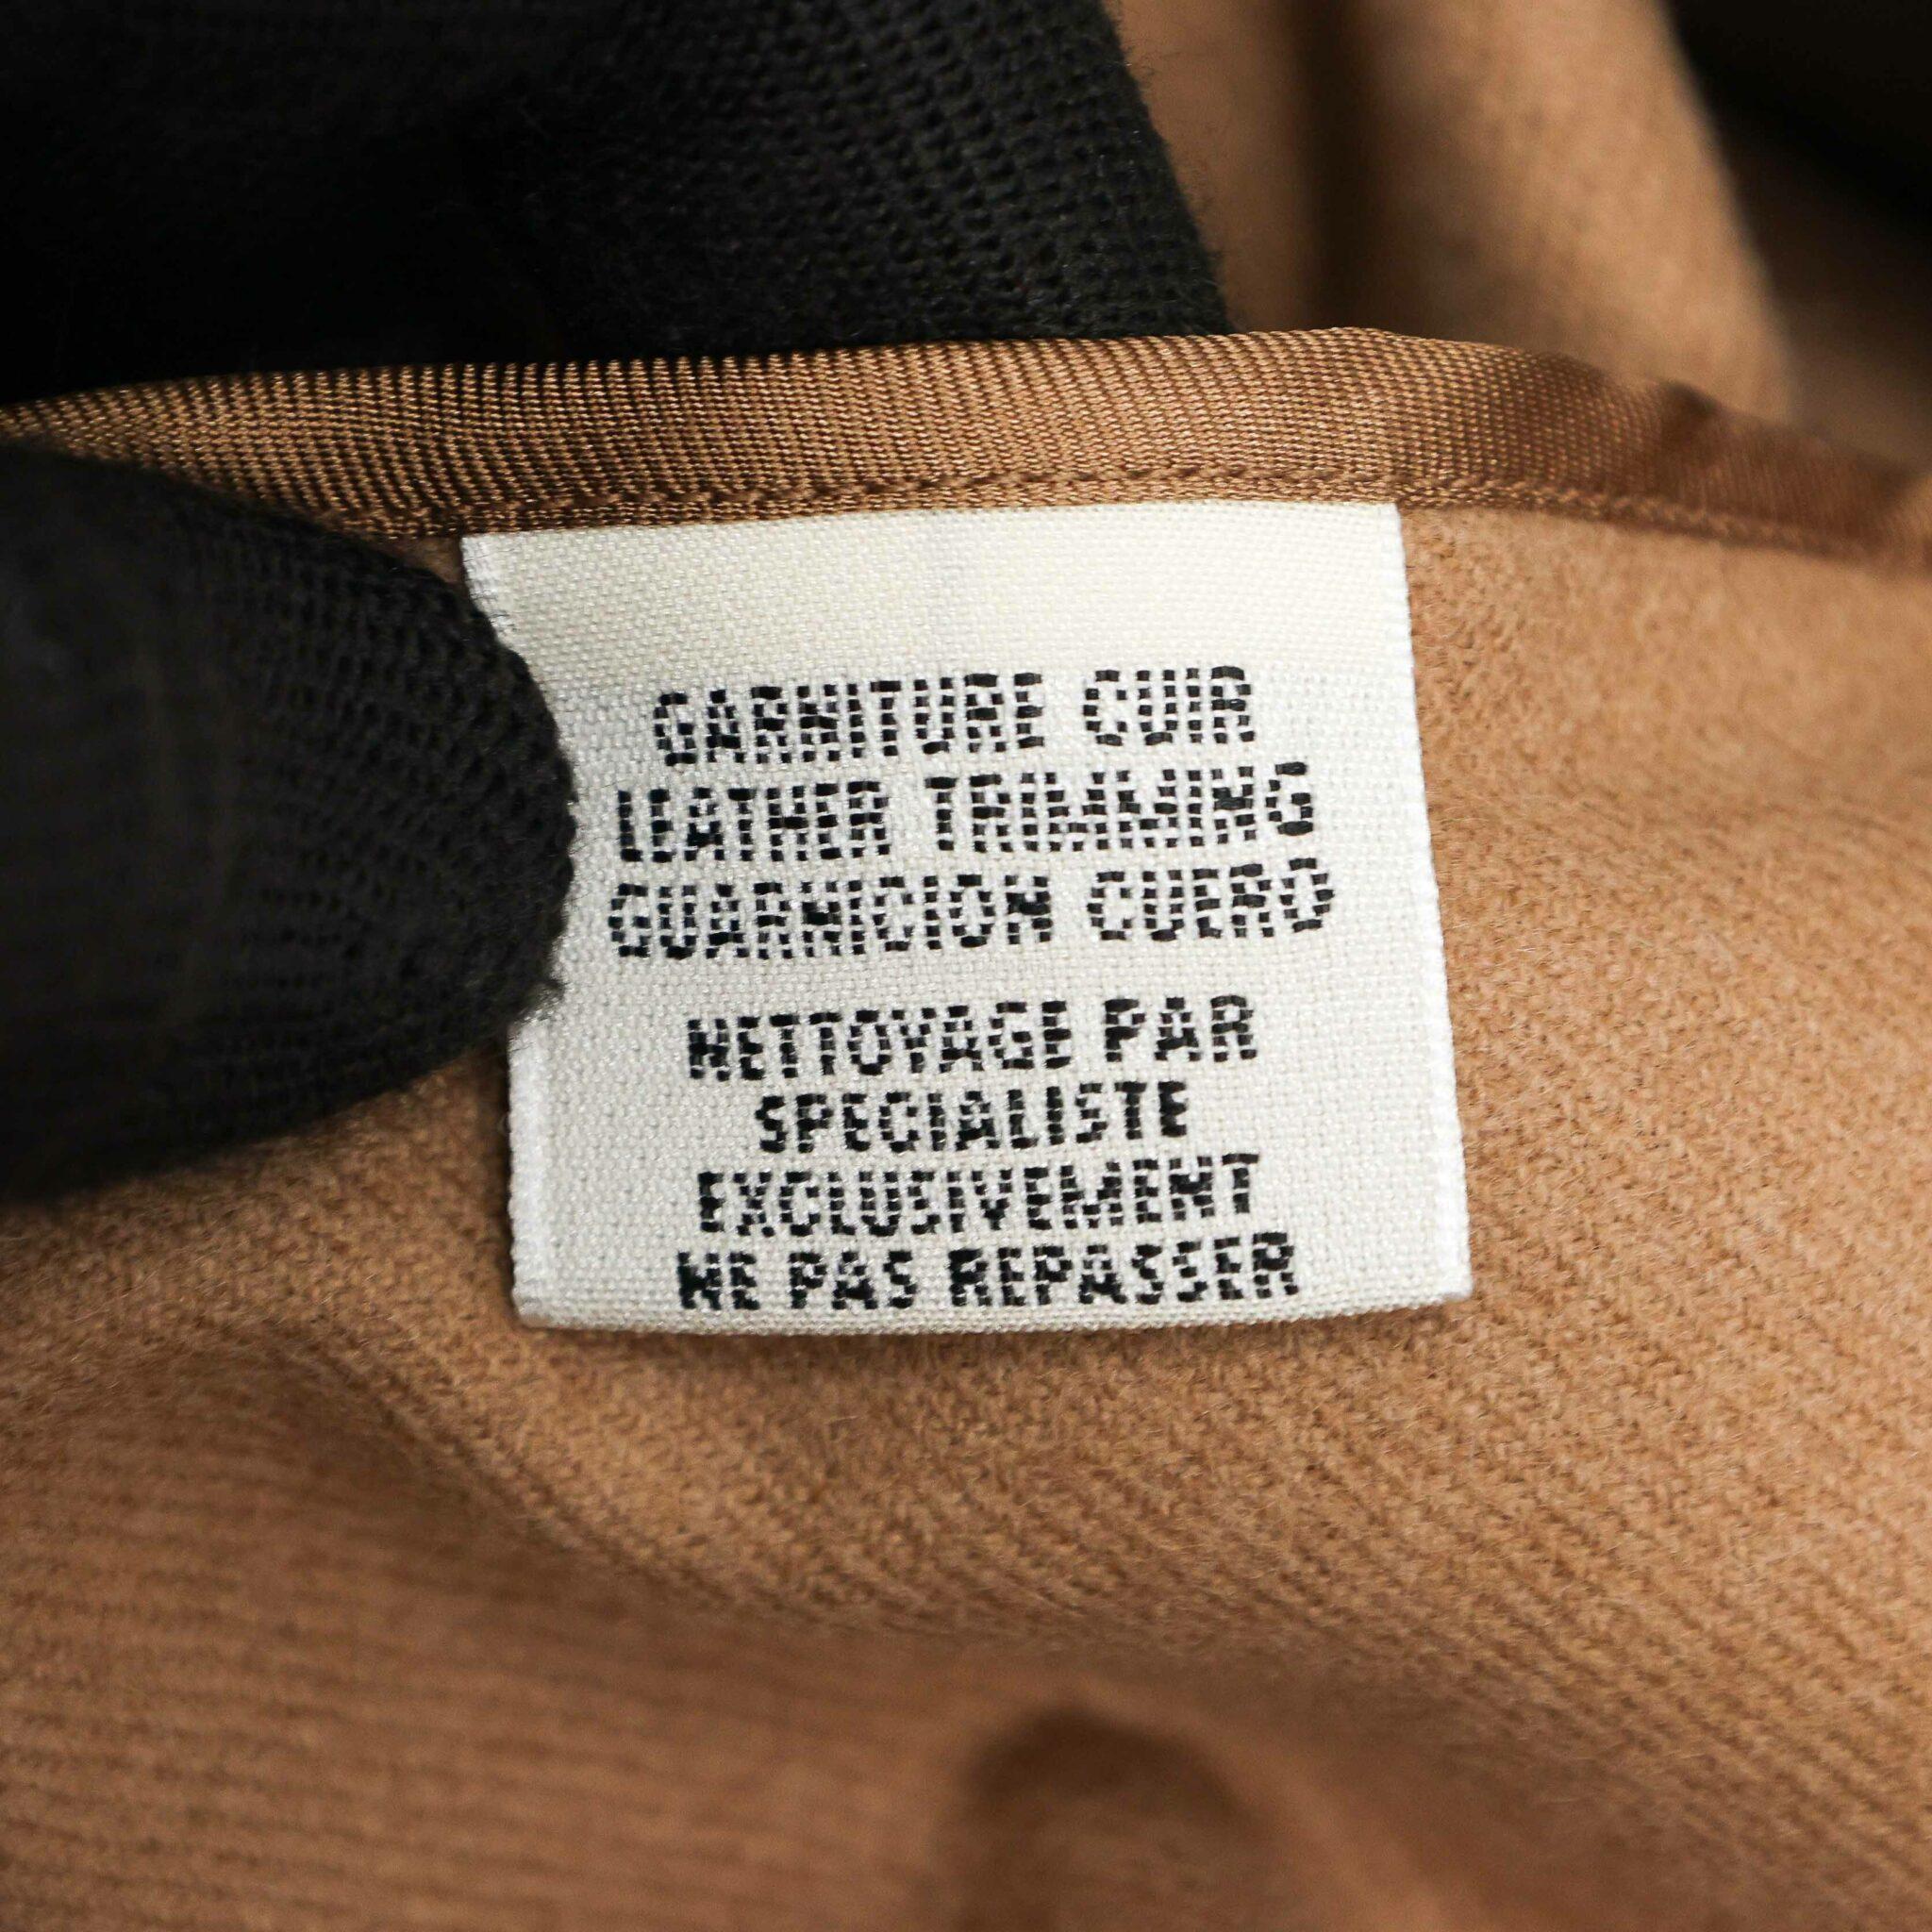 GARNITURE CUIR
LEATHER TRIMMING
GUARNICION CUERO
NETTOYAGE PAR
SPECIALISTE
EXCLUSIVEMENT
NE PAS REPASSER